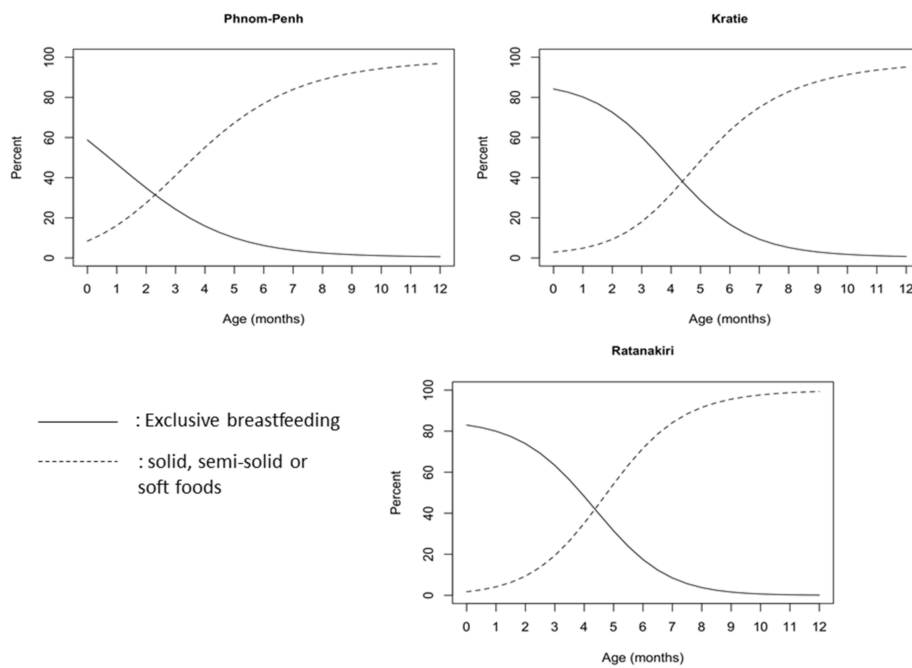 Phnom-Penh
100
80
60
40
20
0
Percent
0 1 2 3 4 5 6 7 8 9 10 11 12
Age (months)
Kratie
100
80
60
40
20
0
Percent
0 1 2 3 4 5 6 7 8 9 10 11 12
Age (months)
: Exclusive breastfeeding
: solid, semi-solid or
soft foods
Ratanakiri
100
80
60
40
20
0
Percent
0 1 2 3 4 5 6 7 8 9 10 11 12
Age (months)